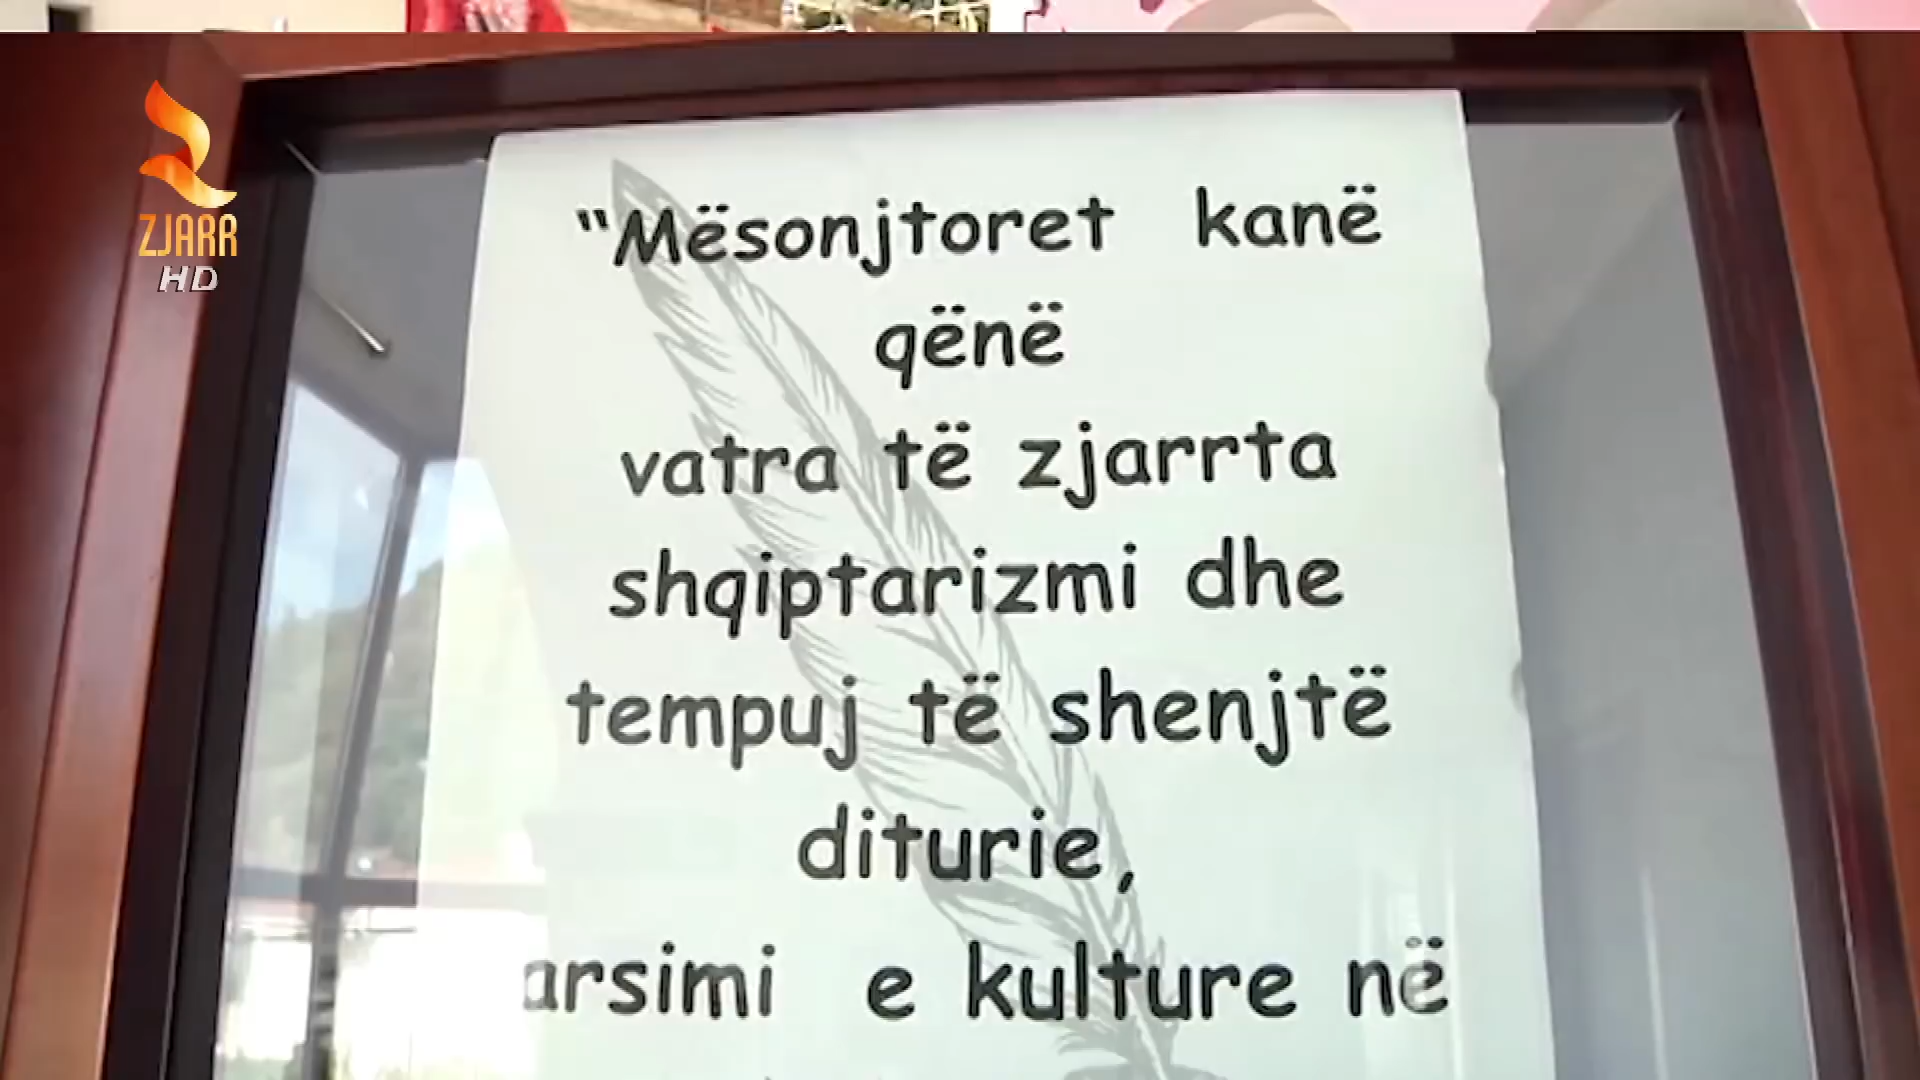 ZJARR
HD
“Mësonjtoret kanë
qënë
vatra të zjarrta
shqiptarizmi dhe
tempuj të shenjtë
diturie,
arsimi e kulture në